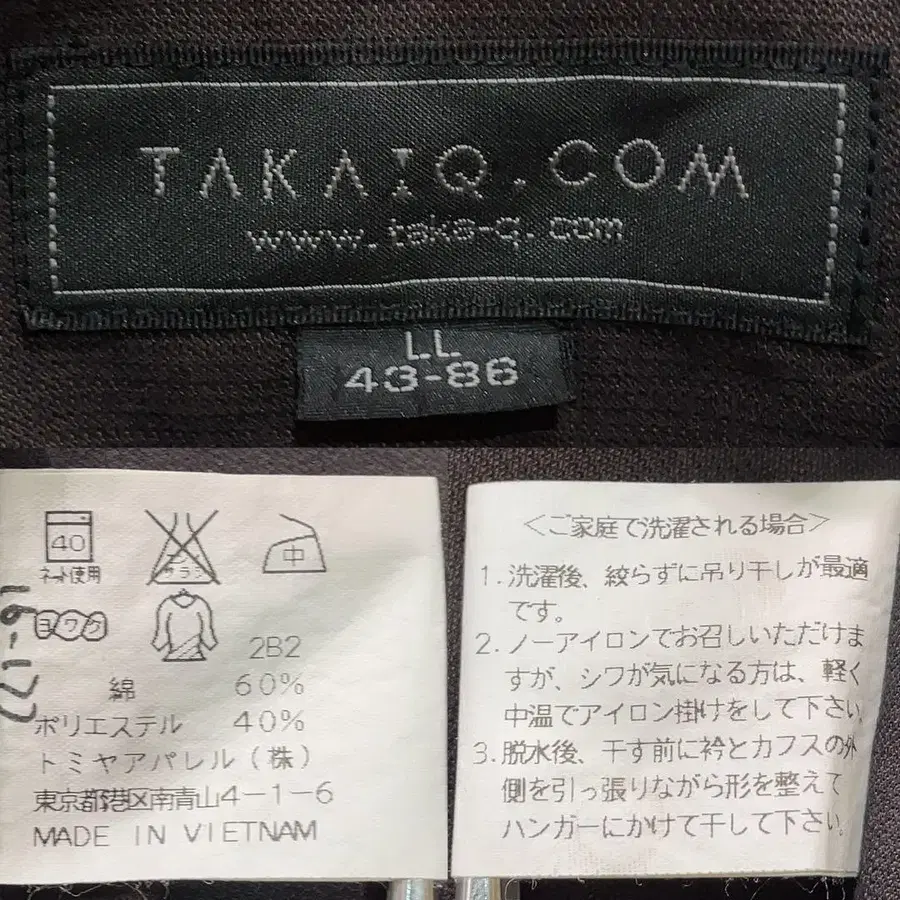 TAKAIQ.COM
www.taka-q.com
LL
43-86
40
中
ネット使用
ヨワク
2B2
綿 60%
ポリエステル 40%
トミヤアパレル(株)
東京都港区南青山4-1-6
MADE IN VIETNAM
<ご家庭で洗濯される場合>
1. 洗濯後、絞らずに吊り干しが最適
です。
2. ノーアイロンでお召しいただけま
すが、シワが気になる方は、軽く
中温でアイロン掛けをして下さい。
3. 脱水後、干す前に衿とカフスの外
側を引っ張りながら形を整えて
ハンガーにかけて干して下さい。